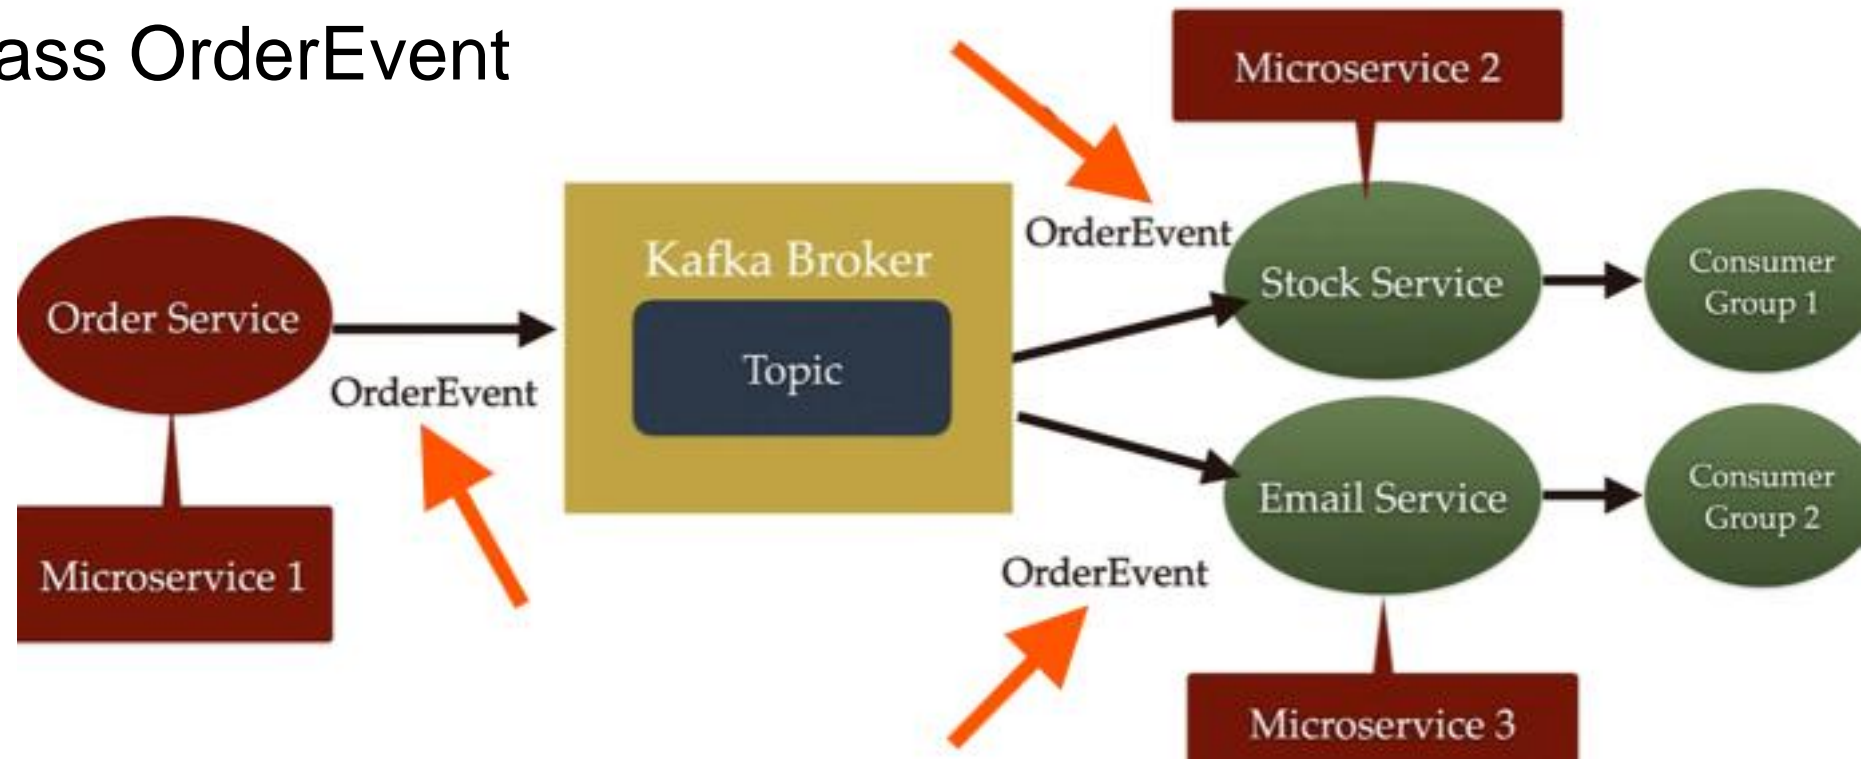 ass OrderEvent
Microservice 2
OrderEvent
Kafka Broker
Topic
Order Service
OrderEvent
Microservice 1
Stock Service
Consumer
Group 1
Email Service
Consumer
Group 2
OrderEvent
Microservice 3